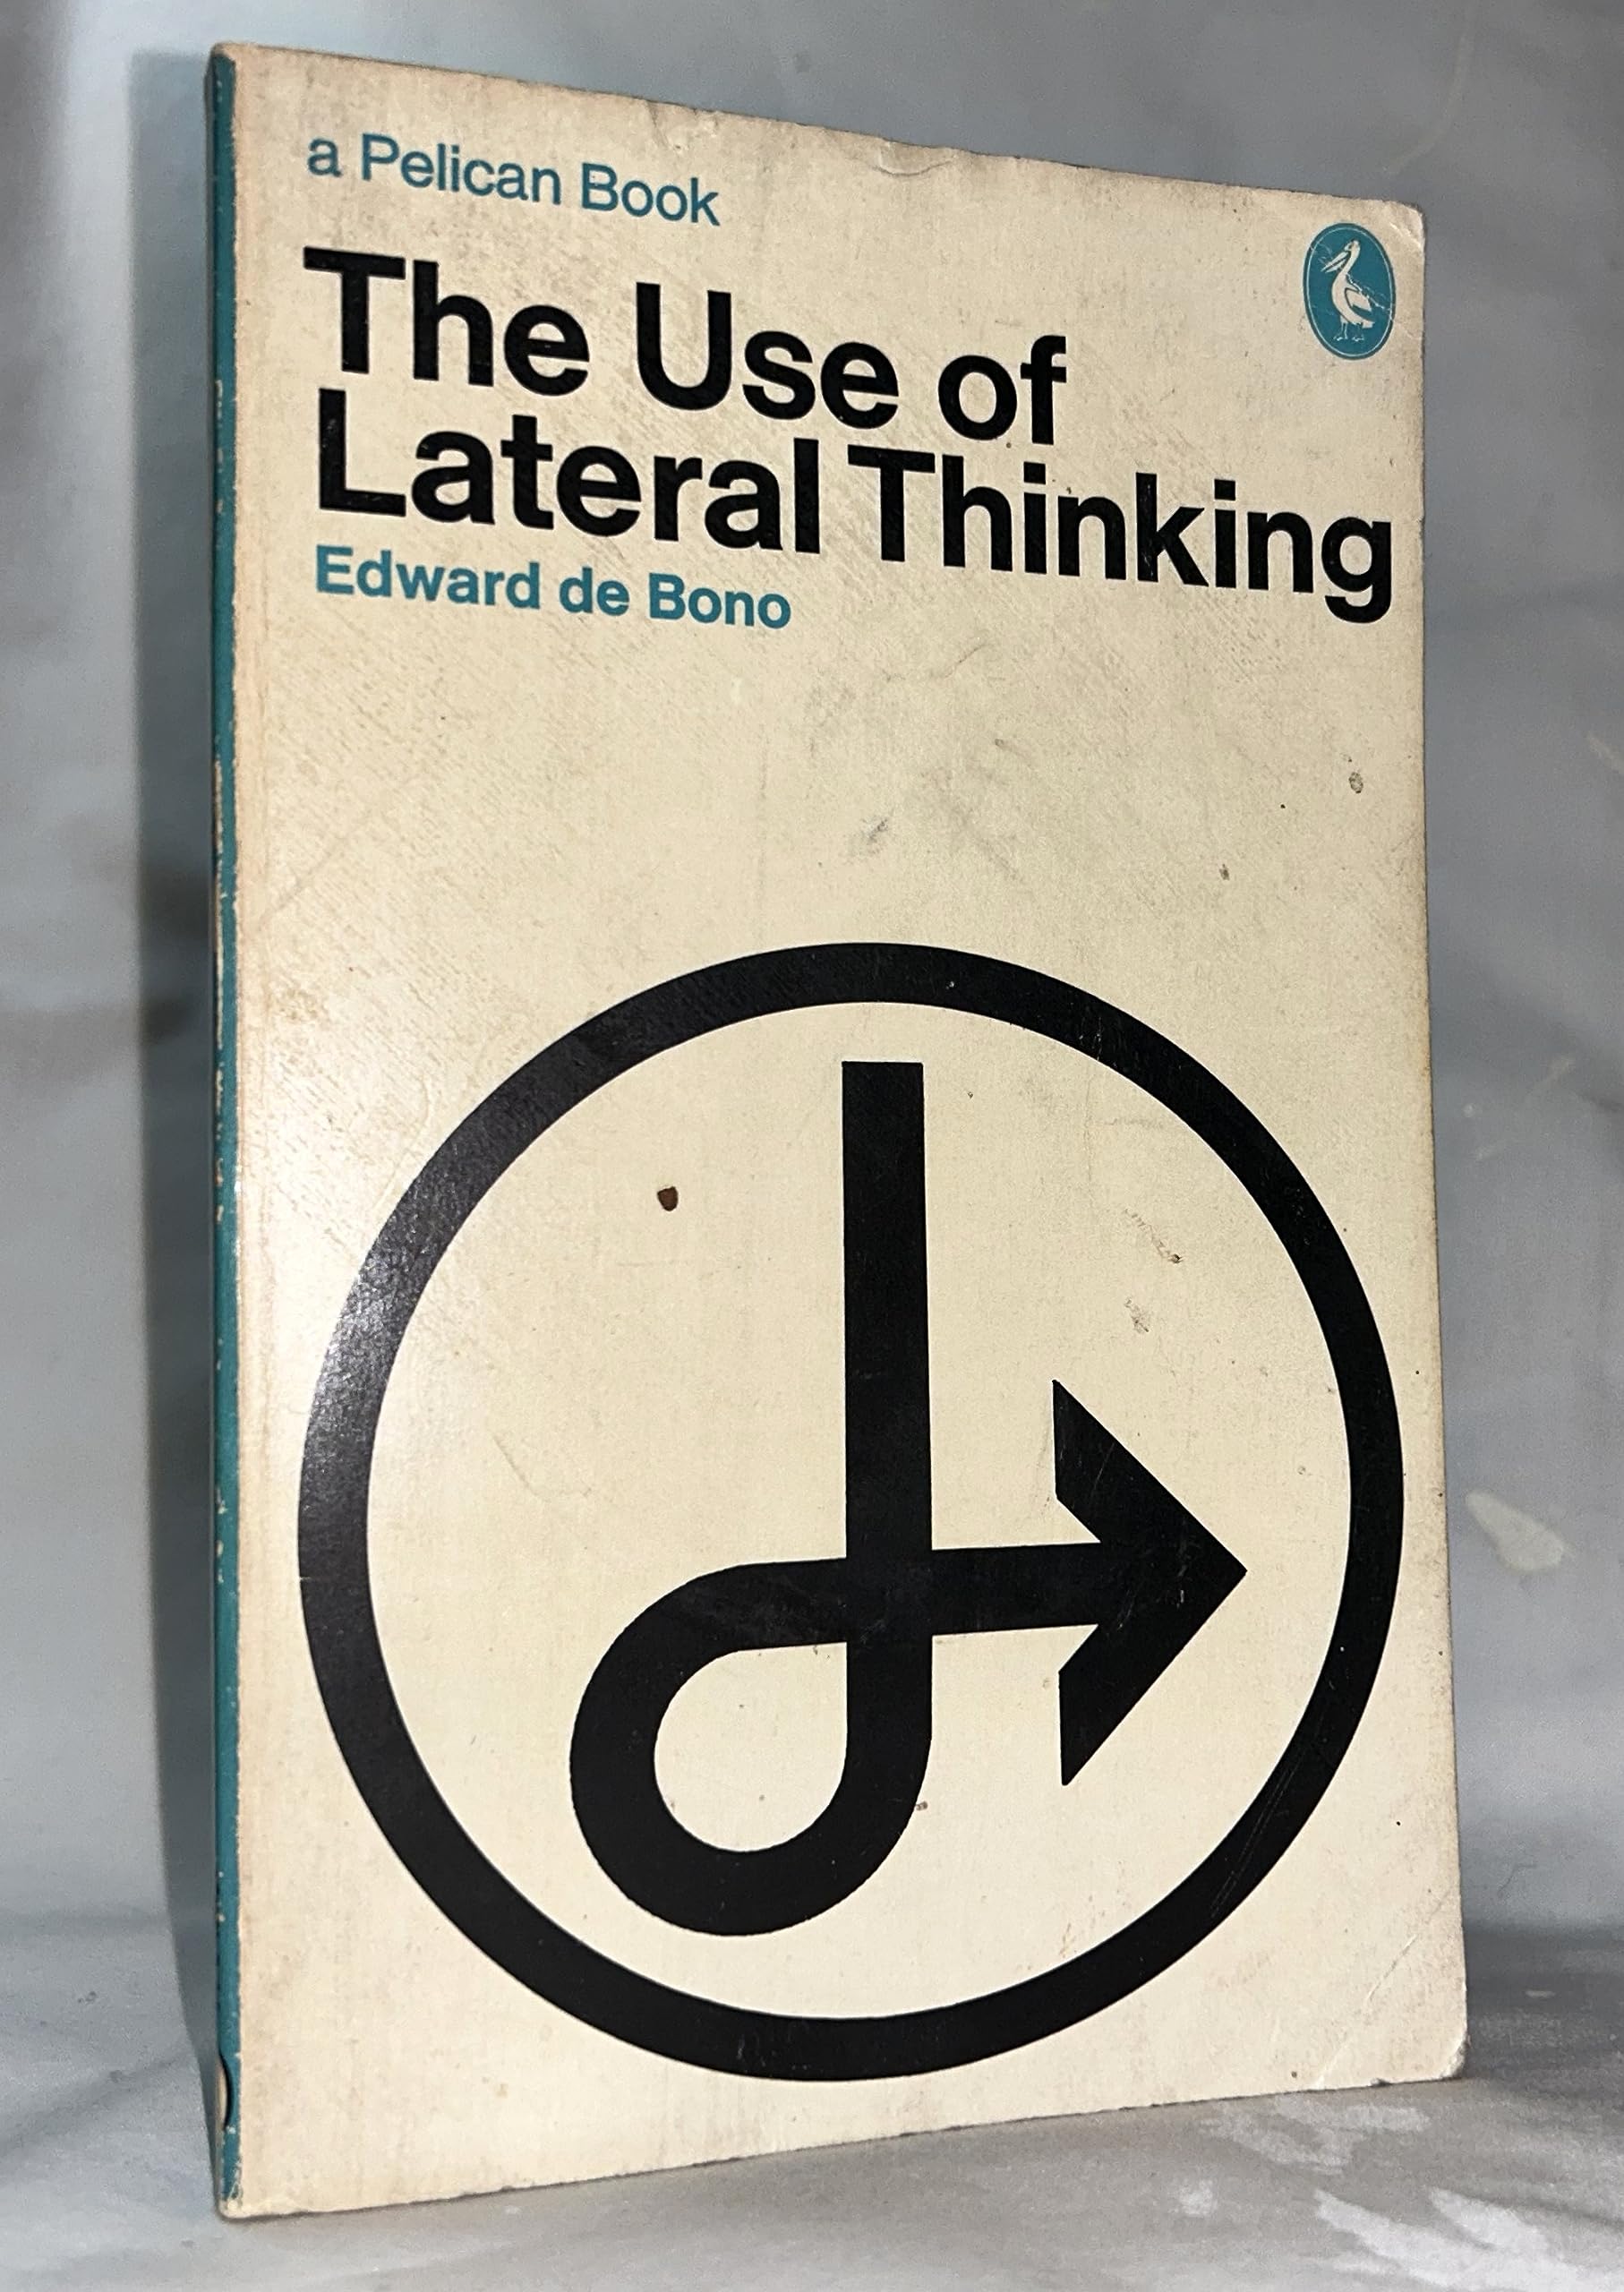 a Pelican Book
The Use of
Lateral Thinking
Edward de Bono